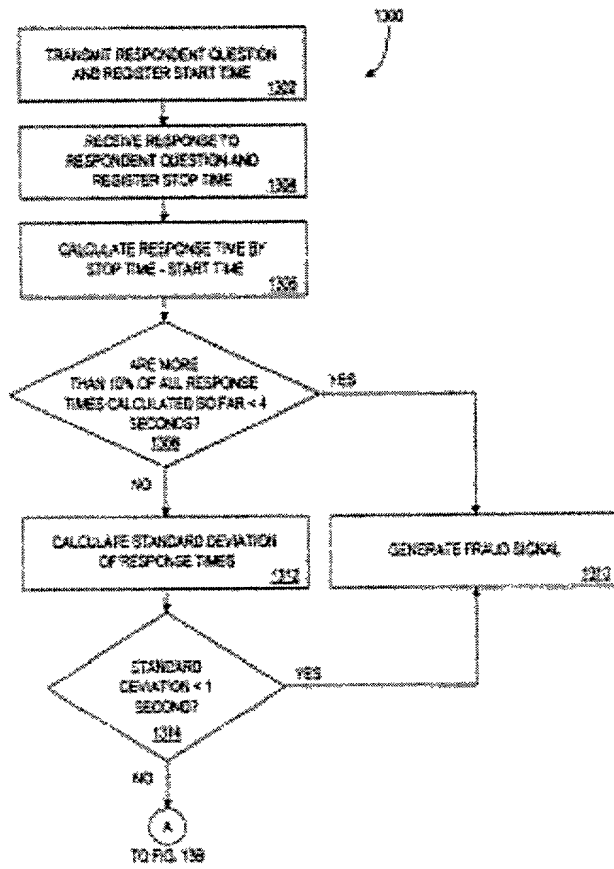 1300
TRANSMIT RESPONDENT QUESTION
AND REGISTER START TIME
1302
RECEIVE RESPONSE TO
RESPONDENT QUESTION AND
REGISTER STOP TIME
CALCULATE RESPONSE TIME BY
STOP TIME - START TIME
ARE MORE
THAN 10% OF ALL RESPONSE
TIMES CALCULATED SO FAR < 4
SECONDS?
YES
NO
CALCULATE STANDARD DEVIATION
OF RESPONSE TIMES
1312
GENERATE FRAUD SIGNAL
STANDARD
DEVIATION < 1
SECOND?
1314
YES
NO
A
TO FIG. 13B